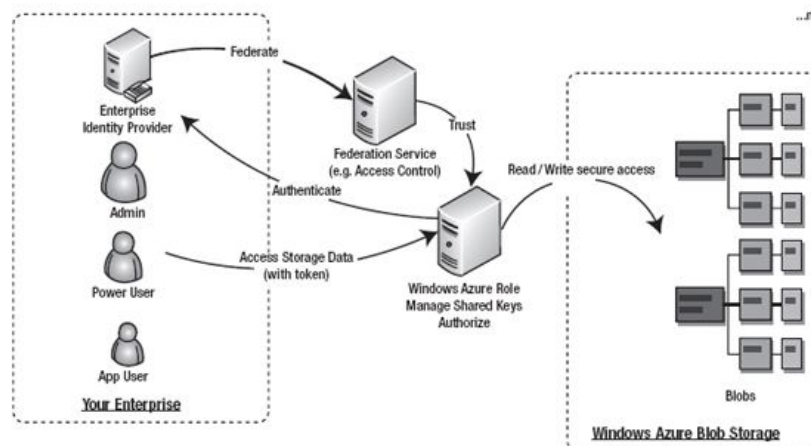 Federate
Enterprise
Identity Provider
Federation Service
(e.g. Access Control)
Trust
Read / Write secure access
Authenticate
Admin
Access Storage Data
(with token)
Power User
Windows Azure Role
Manage Shared Keys
Authorize
App User
Your Enterprise
Blobs
Windows Azure Blob Storage